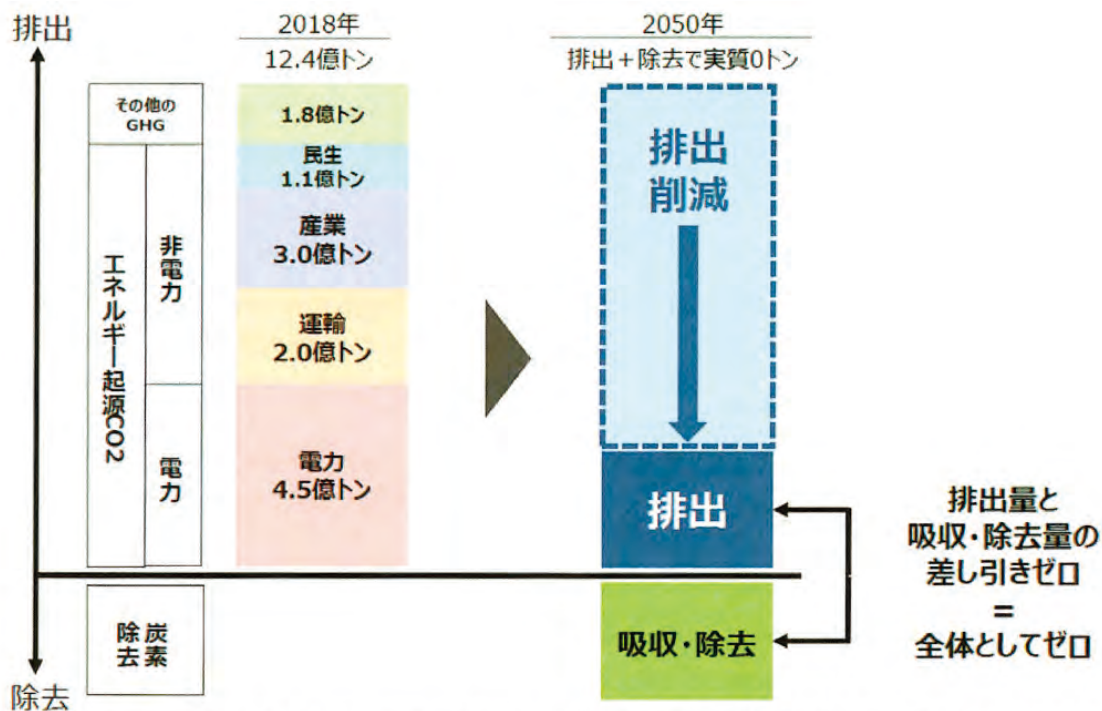 排出
2018年
12.4億トン
2050年
排出+除去で実質0トン
その他の
GHG
エネルギー起源CO2
非電力
電力
1.8億トン
民生
1.1億トン
産業
3.0億トン
運輸
2.0億トン
電力
4.5億トン
排出
削減
排出
吸収・除去
排出量と
吸収・除去量の
差し引きゼロ
=
全体としてゼロ
炭素
除去
除去